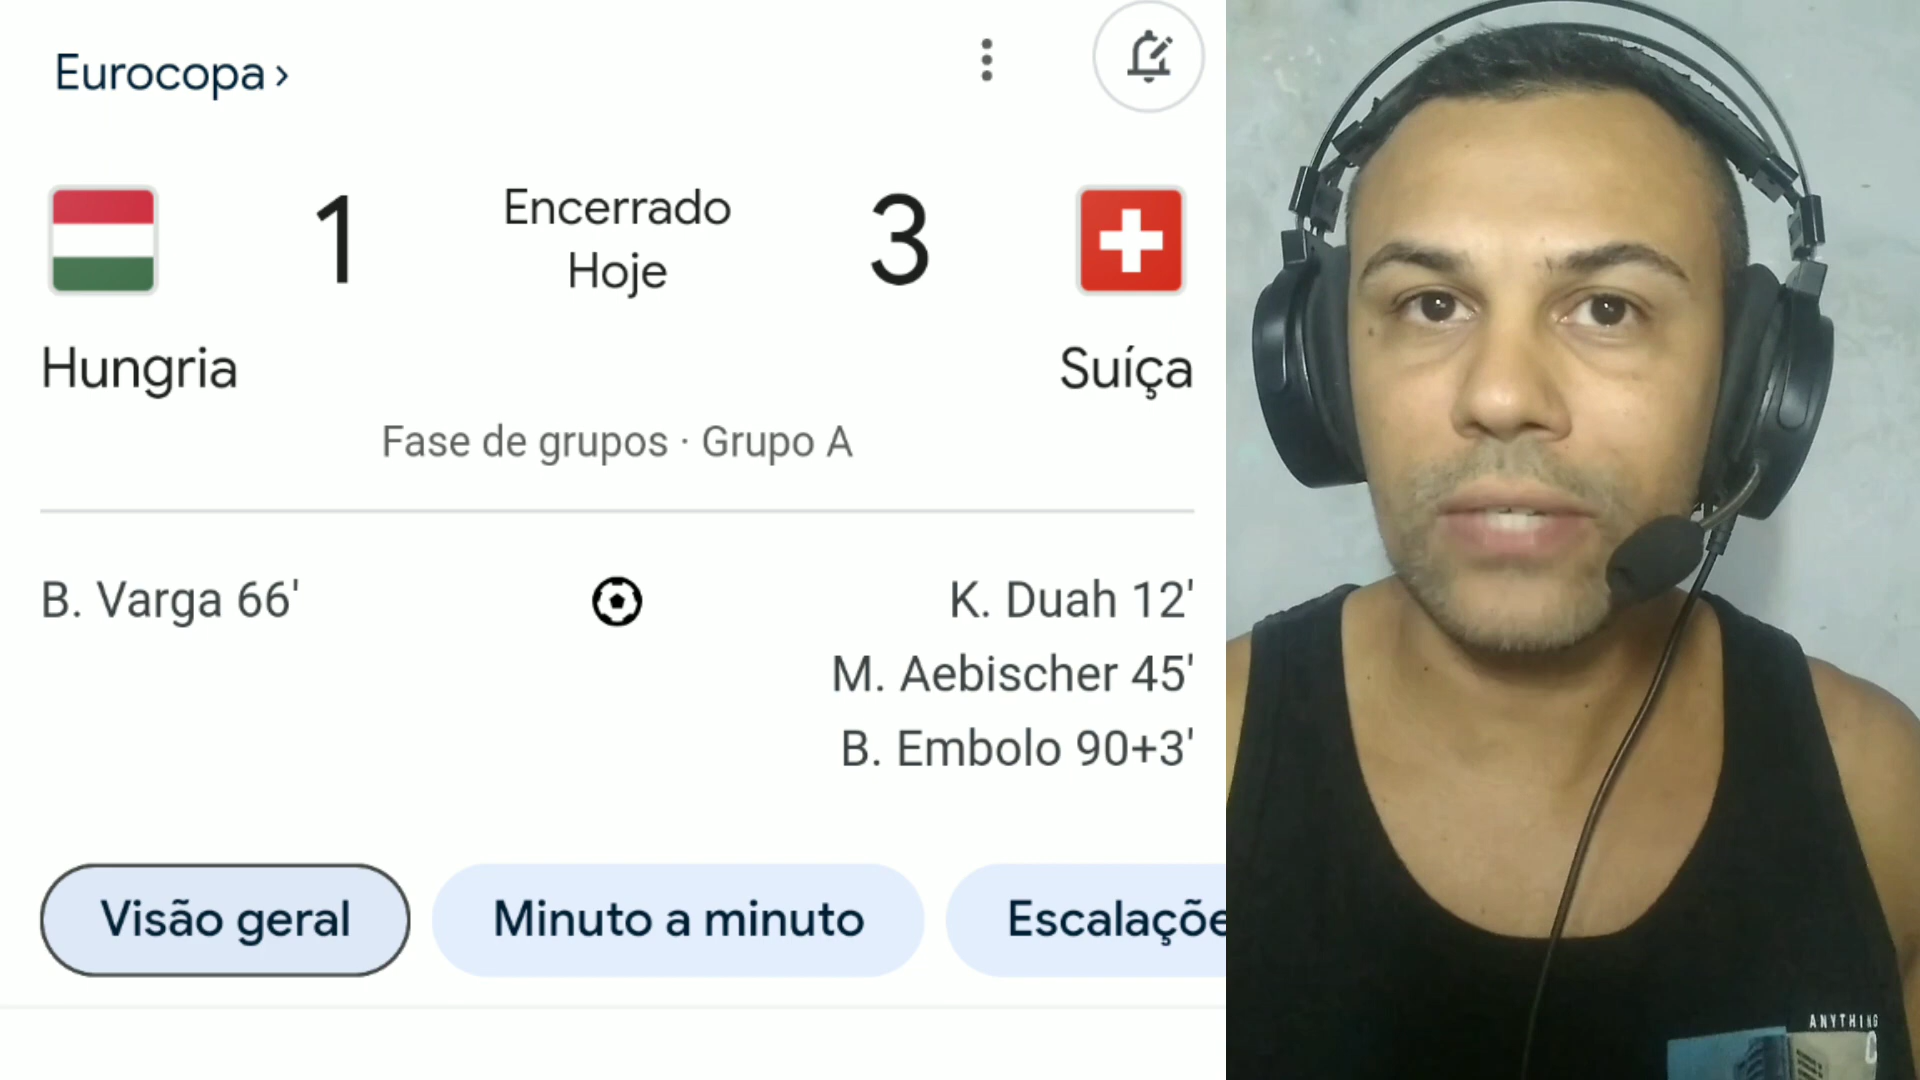 Eurocopa ›
1 Encerrado 3
Hoje
Hungria Suíça
Fase de grupos · Grupo A
B. Varga 66' K. Duah 12'
M. Aebischer 45'
B. Embolo 90+3'
Visão geral Minuto a minuto Escalaçõe
ANYTHING